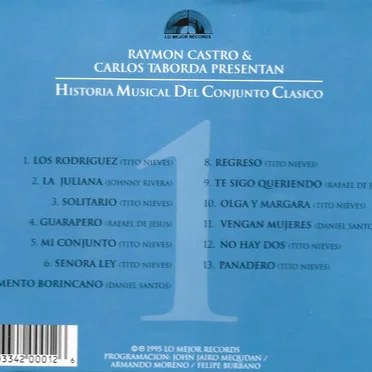 LO MEJOR RECORDS
RAYMON CASTRO &
CARLOS TABORDA PRESENTAN
HISTORIA MUSICAL DEL CONJUNTO CLASICO
1
1. LOS RODRIGUEZ (TITO NIEVES)
2. LA JULIANA (JOHNNY RIVERA)
3. SOLITARIO (TITO NIEVES)
4. GUARAPERO (RAFAEL DE JESUS)
5. MI CONJUNTO (TITO NIEVES)
6. SENORA LEY (TITO NIEVES)
MENTO BORINCANO (DANIEL SANTOS)
8. REGRESO (TITO NIEVES)
9. TE SIGO QUERIENDO (RAFAEL DE J
10. OLGA Y MARGARA (TITO NIEVES)
11. VENGAN MUJERES (DANIEL SANTO
12. NO HAY DOS (TITO NIEVES)
13. PANADERO (TITO NIEVES)
03342 00012 6
©℗ 1995 LO MEJOR RECORDS
PROGRAMACION: JOHN JAIRO MEQUDAN /
ARMANDO MORENO / FELIPE BURBANO